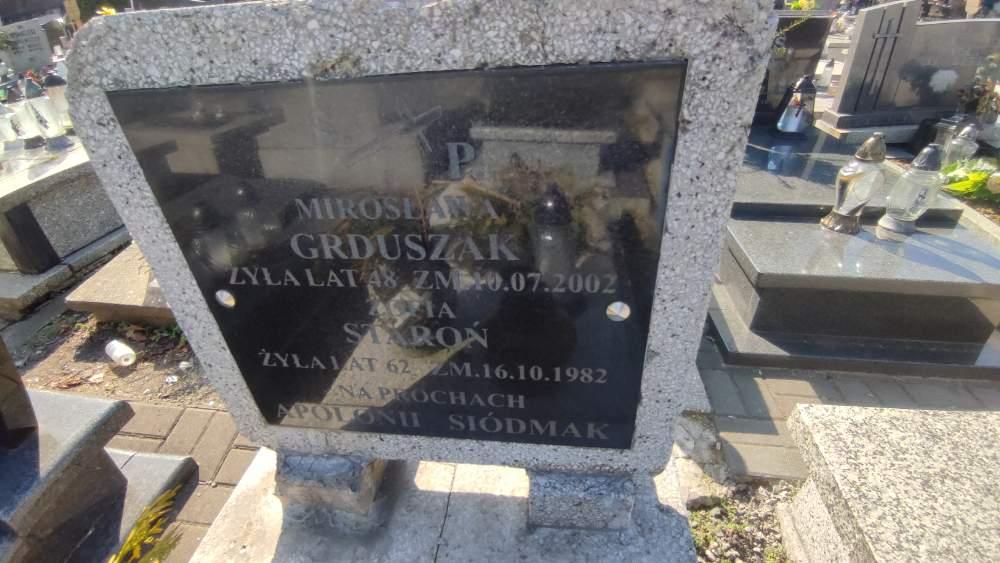 P
MIROSŁAWA
GRDUSZAK
ŻYŁA LAT 48 ZM.10.07.2002
ZOFIA
STAROŃ
ŻYŁA LAT 62 ZM.16.10.1982
NA PROCHACH
APOLONII SIÓDMAK